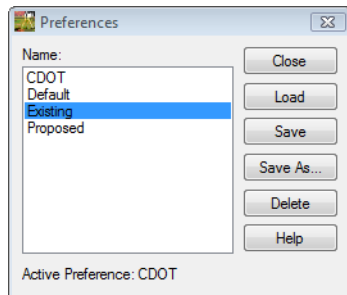 Preferences
Name:
CDOT
Default
Existing
Proposed
Close
Load
Save
Save As...
Delete
Help
Active Preference: CDOT